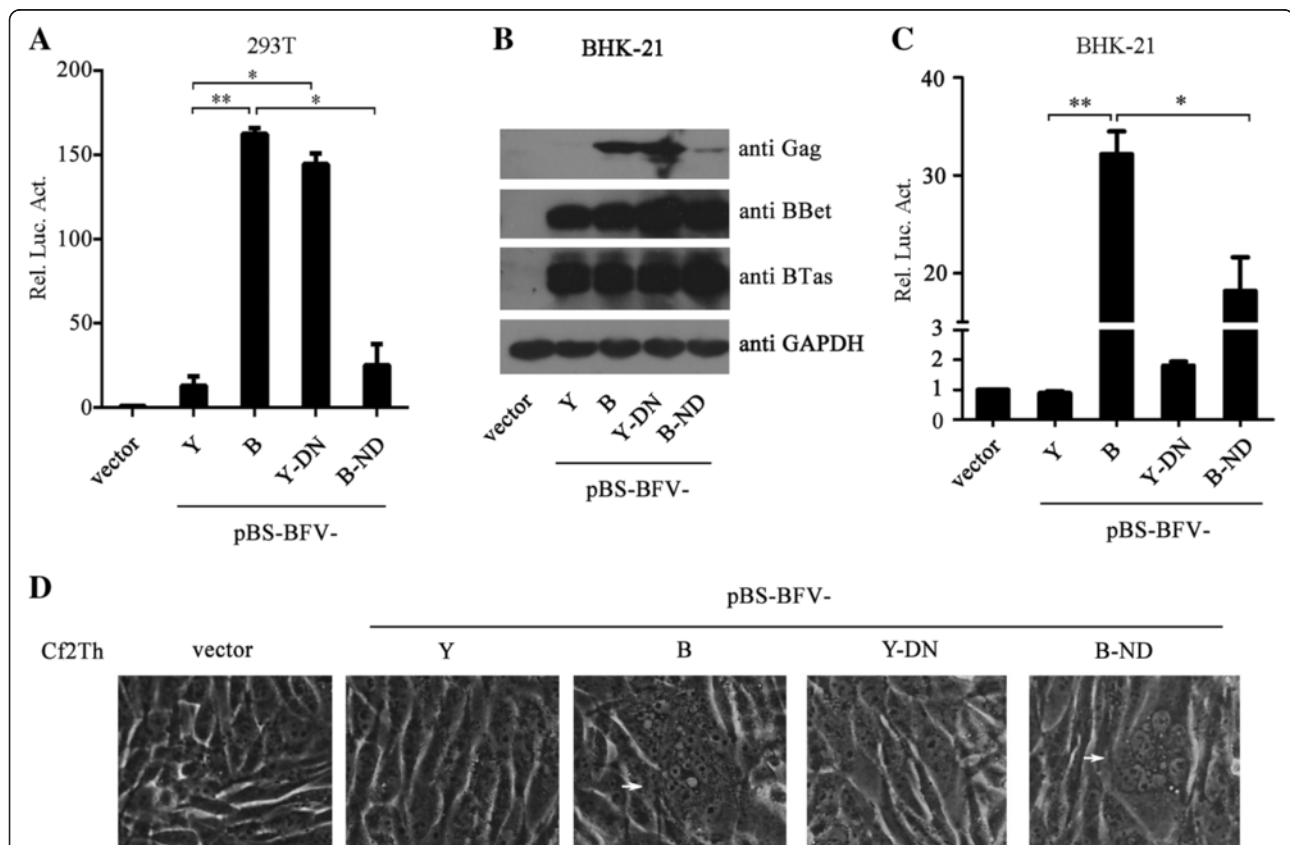 A
293T
Rel. Luc. Act.
200
150
100
50
0
*
** *
vector Y B Y-DN B-ND
pBS-BFV-
B
BHK-21
anti Gag
anti BBet
anti BTas
anti GAPDH
vector Y B Y-DN B-ND
pBS-BFV-
C
BHK-21
Rel. Luc. Act.
40
30
20
3
2
1
0
** *
vector Y B Y-DN B-ND
pBS-BFV-
D
pBS-BFV-
Cf2Th vector Y B Y-DN B-ND